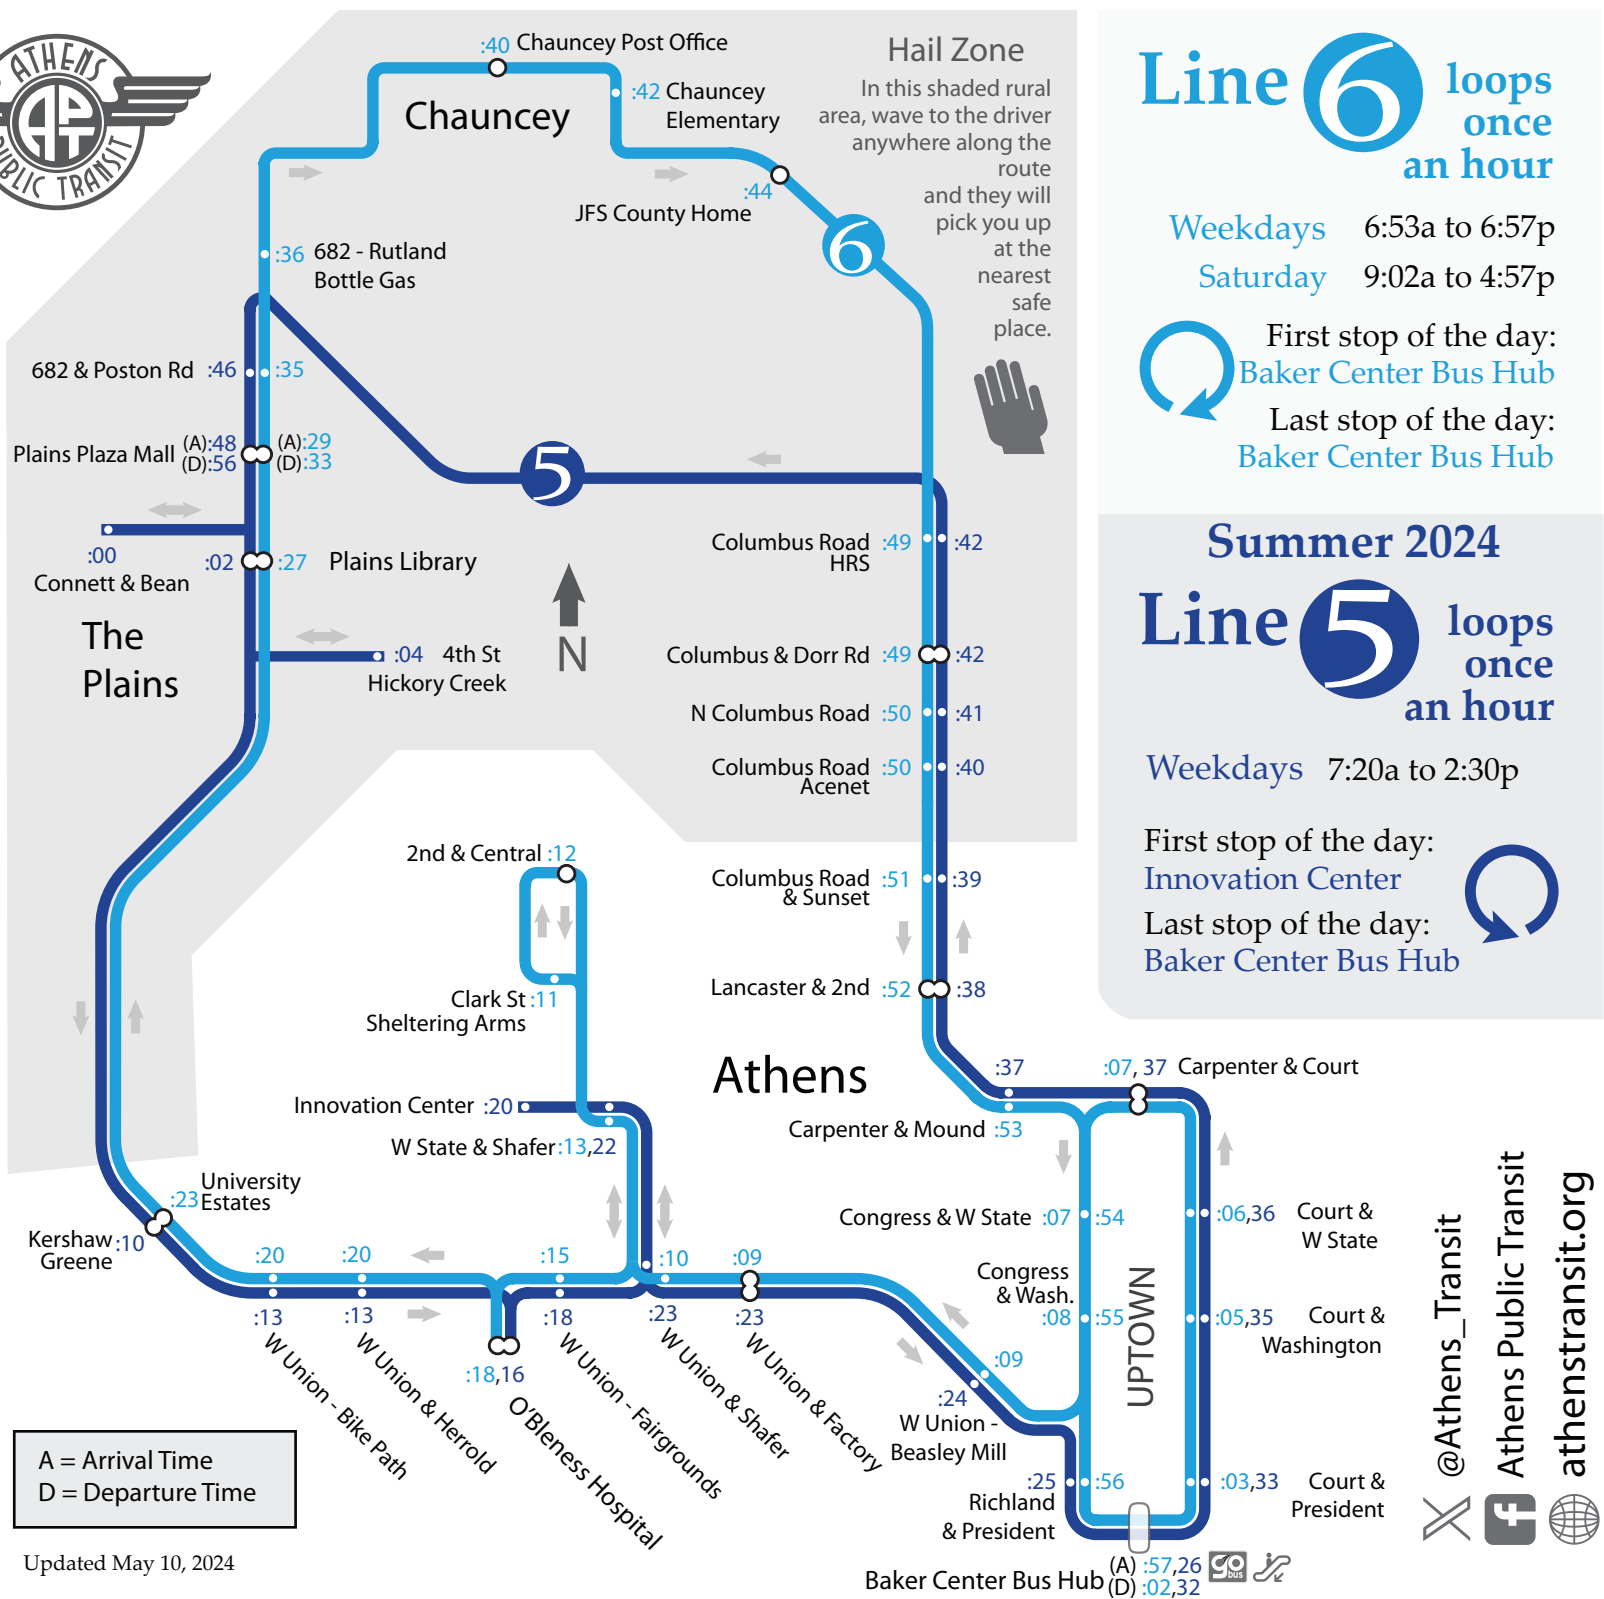 ATHENS
APT
PUBLIC TRANSIT
:40 Chauncey Post Office
Chauncey
:42 Chauncey
Elementary
:44
JFS County Home
Hail Zone
In this shaded rural
area, wave to the driver
anywhere along the
route
and they will
pick you up
at the
nearest
safe
place.
6
:36 682 - Rutland
Bottle Gas
682 & Poston Rd :46 :35
Plains Plaza Mall (A):48 (A):29
(D):56 (D):33
5
:00
Connett & Bean
:02 :27 Plains Library
The
Plains
:04 4th St
Hickory Creek
N
Columbus Road :49 :42
HRS
Columbus & Dorr Rd :49 :42
N Columbus Road :50 :41
Columbus Road :50 :40
Acenet
Columbus Road :51 :39
& Sunset
Lancaster & 2nd :52 :38
2nd & Central :12
Clark St :11
Sheltering Arms
Athens
Innovation Center :20
W State & Shafer :13,22
:37
:07, 37 Carpenter & Court
Carpenter & Mound :53
Congress & W State :07 :54
:06,36 Court &
W State
Congress
& Wash.
:08 :55
UPTOWN
:05,35 Court &
Washington
University
:23 Estates
Kershaw :10
Greene
:20 :20 :15 :10 :09
:13 :13 :18 :23 :23
:18,16
W Union - Bike Path
W Union & Herrold
O'Bleness Hospital
W Union - Fairgrounds
W Union & Shafer
W Union & Factory
:09
:24
W Union -
Beasley Mill
:25 :56
Richland
& President
:03,33 Court &
President
Baker Center Bus Hub (A) :57,26
(D) :02,32
go
bus
A = Arrival Time
D = Departure Time
Updated May 10, 2024
Line 6 loops
once
an hour
Weekdays 6:53a to 6:57p
Saturday 9:02a to 4:57p
First stop of the day:
Baker Center Bus Hub
Last stop of the day:
Baker Center Bus Hub
Summer 2024
Line 5 loops
once
an hour
Weekdays 7:20a to 2:30p
First stop of the day:
Innovation Center
Last stop of the day:
Baker Center Bus Hub
@Athens_Transit
Athens Public Transit
athenstransit.org